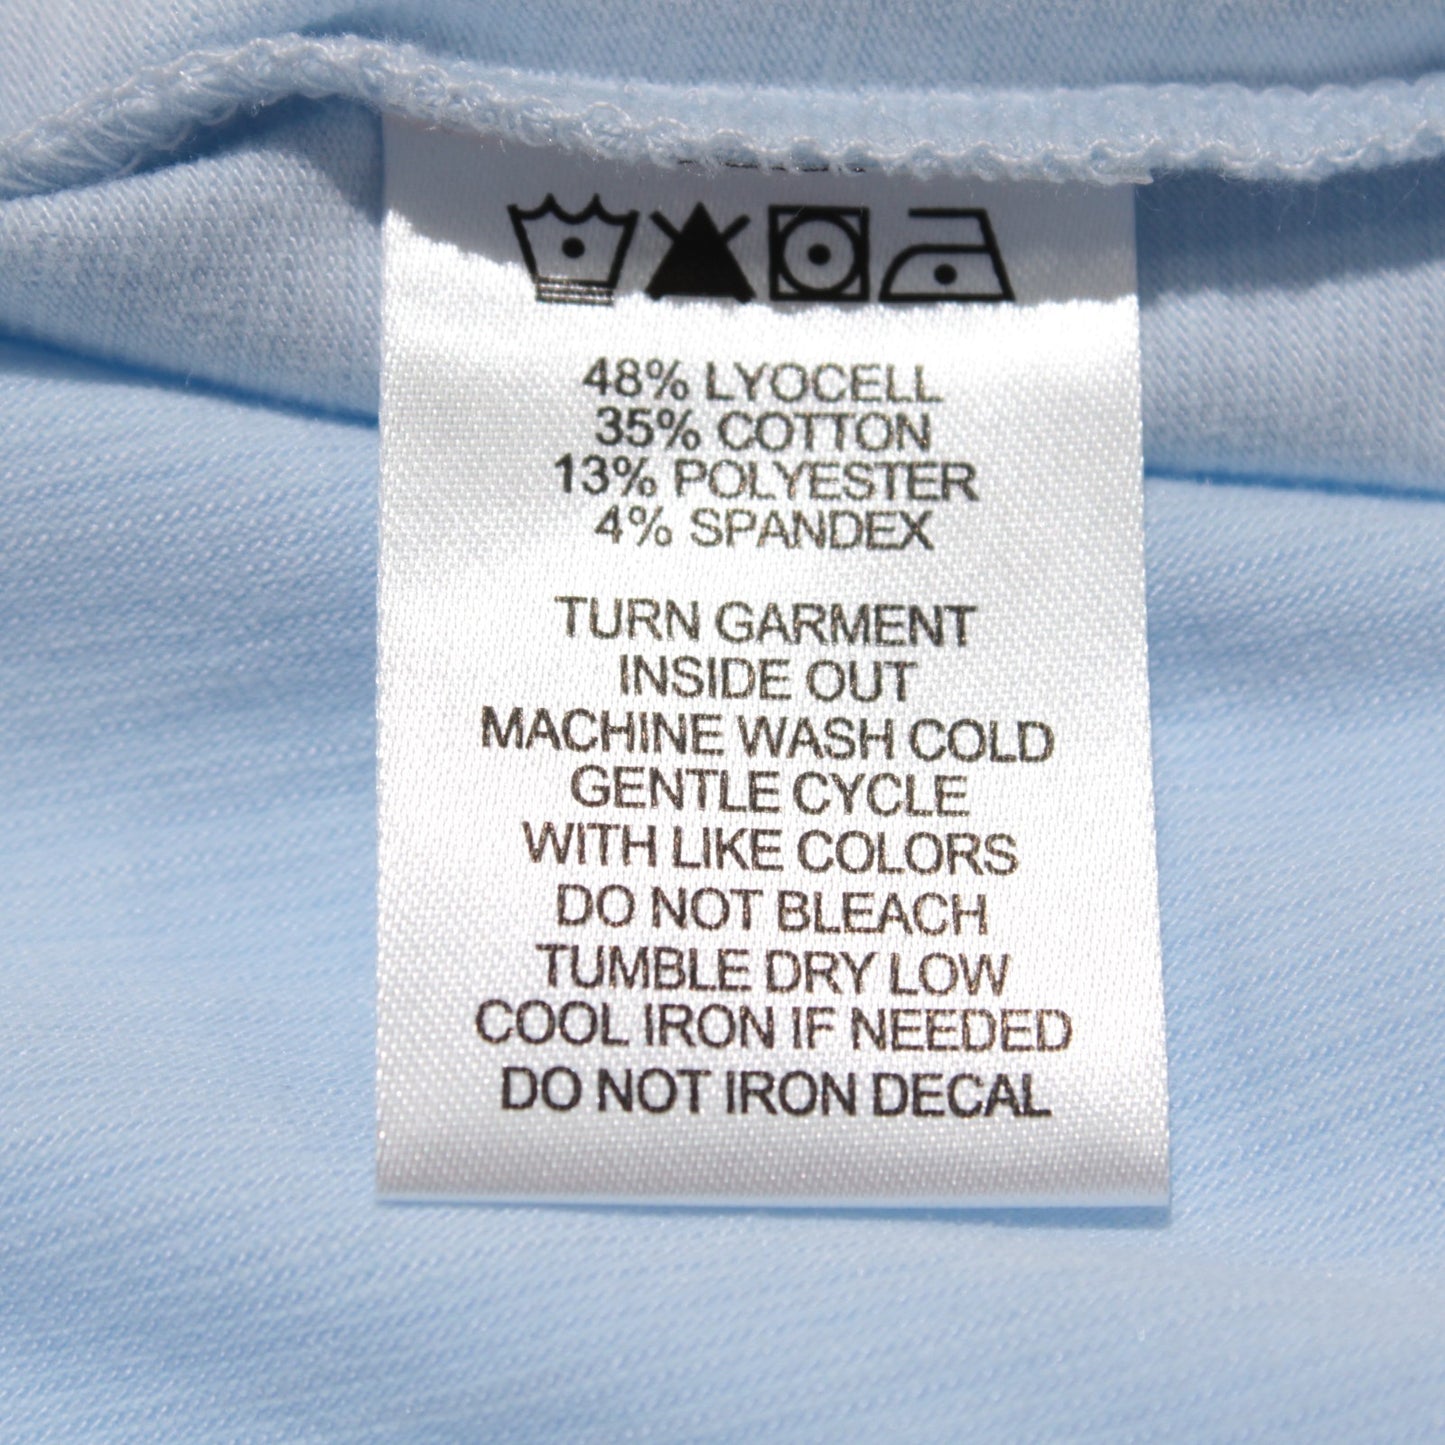 48% LYOCELL
35% COTTON
13% POLYESTER
4% SPANDEX
TURN GARMENT
INSIDE OUT
MACHINE WASH COLD
GENTLE CYCLE
WITH LIKE COLORS
DO NOT BLEACH
TUMBLE DRY LOW
COOL IRON IF NEEDED
DO NOT IRON DECAL